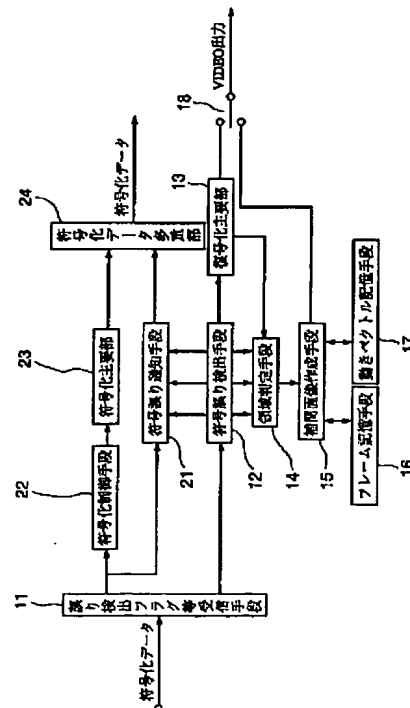 符号化データ
11
誤り検出フラグ等受信手段
22
符号化制御手段
23
符号化主要部
24
符号化データ多重部
符号化データ
21
符号誤り通知手段
12
符号誤り検出手段
13
復号化主要部
14
領域判定手段
15
補間画像作成手段
16
フレーム記憶手段
17
動きベクトル記憶手段
18
VIDEO出力